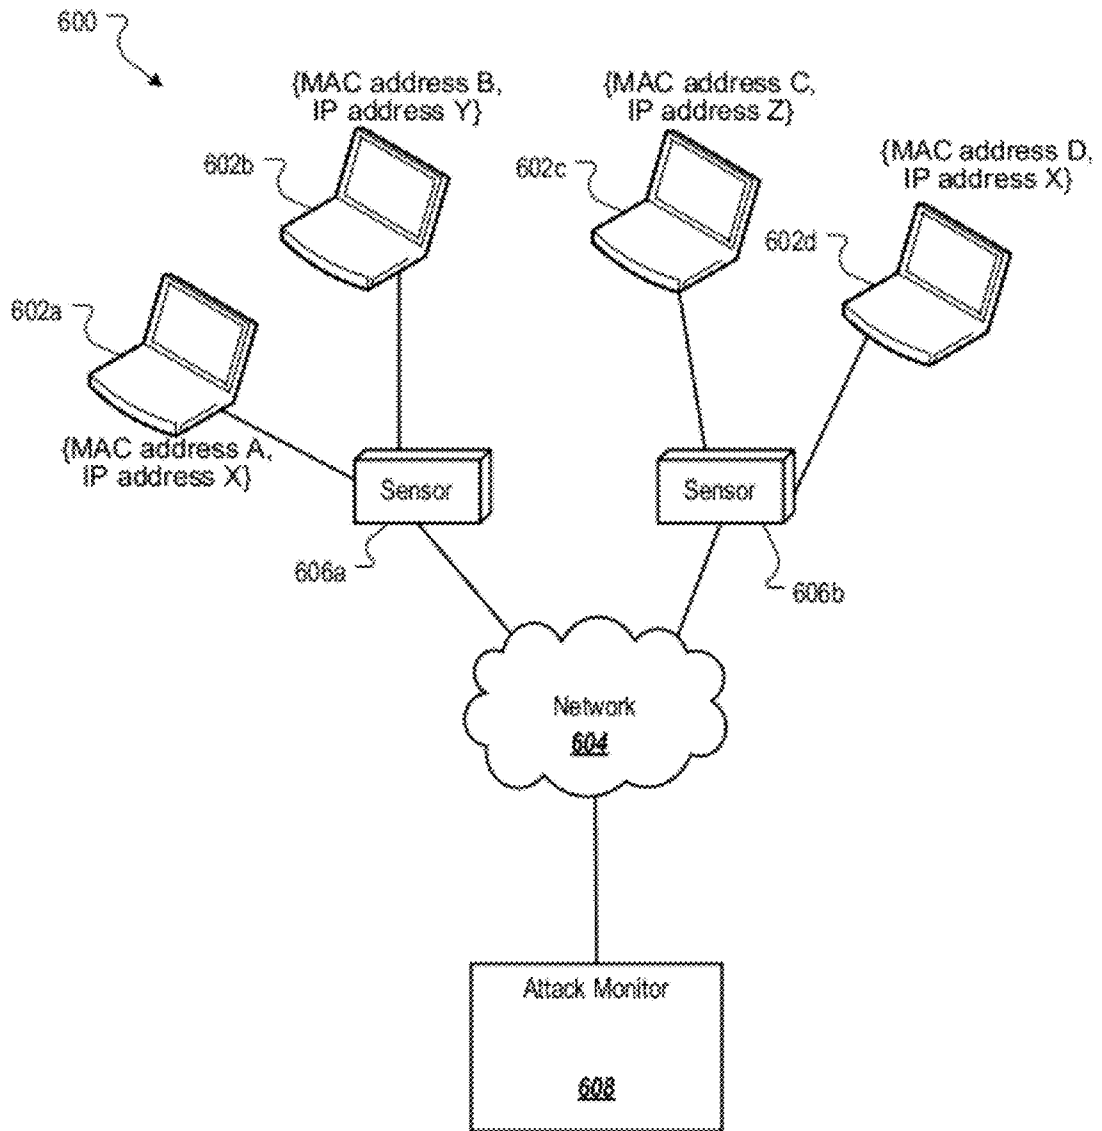 600
{MAC address B,
IP address Y}
{MAC address C,
IP address Z}
{MAC address D,
IP address X}
602b
602c
602d
602a
{MAC address A,
IP address X}
Sensor
Sensor
606a
606b
Network
604
Attack Monitor
608